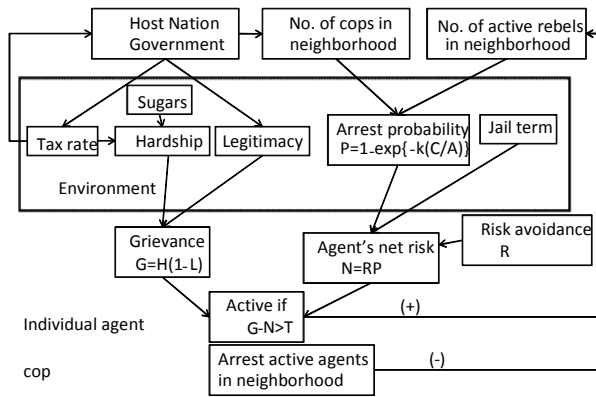 Host Nation
Government
No. of cops in
neighborhood
No. of active rebels
in neighborhood
Sugars
Tax rate
Hardship
Legitimacy
Arrest probability
P=1-exp{-k(C/A)}
Jail term
Environment
Grievance
G=H(1-L)
Agent's net risk
N=RP
Risk avoidance
R
Active if
G-N>T
(+)
Individual agent
Arrest active agents
in neighborhood
(-)
cop